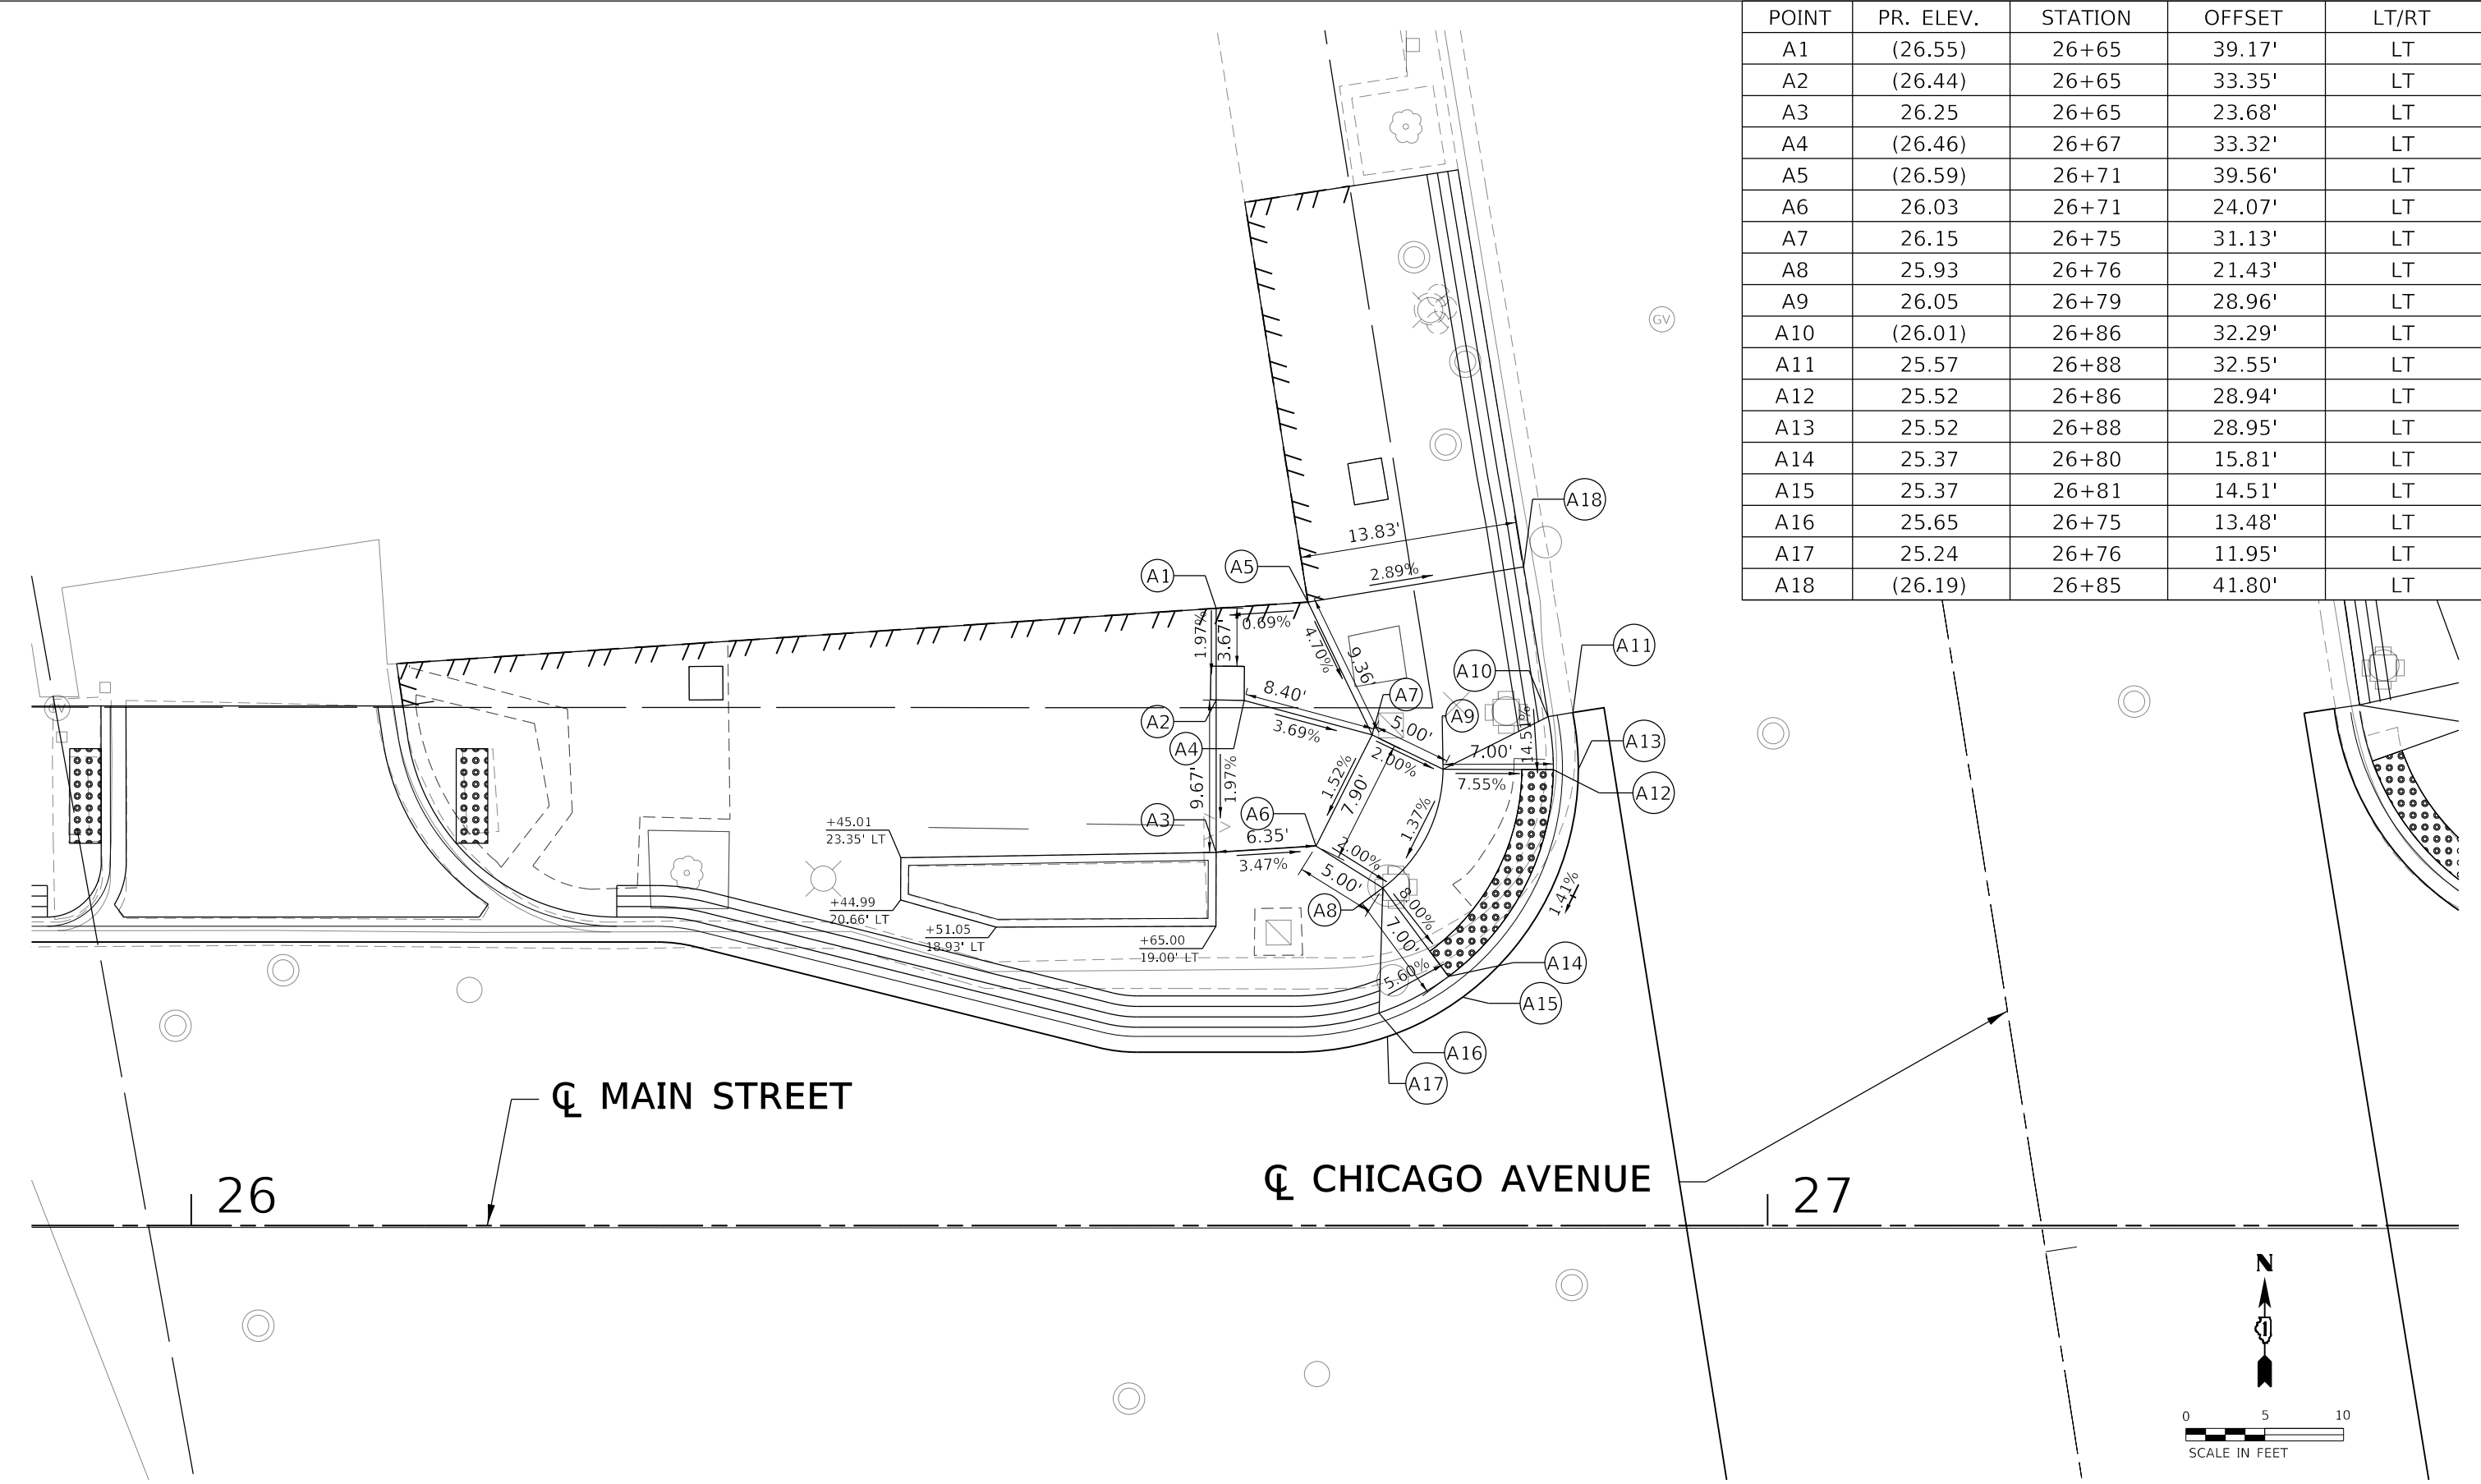 POINT PR. ELEV. STATION OFFSET LT/RT
A1 (26.55) 26+65 39.17' LT
A2 (26.44) 26+65 33.35' LT
A3 26.25 26+65 23.68' LT
A4 (26.46) 26+67 33.32' LT
A5 (26.59) 26+71 39.56' LT
A6 26.03 26+71 24.07' LT
A7 26.15 26+75 31.13' LT
A8 25.93 26+76 21.43' LT
A9 26.05 26+79 28.96' LT
A10 (26.01) 26+86 32.29' LT
A11 25.57 26+88 32.55' LT
A12 25.52 26+86 28.94' LT
A13 25.52 26+88 28.95' LT
A14 25.37 26+80 15.81' LT
A15 25.37 26+81 14.51' LT
A16 25.65 26+75 13.48' LT
A17 25.24 26+76 11.95' LT
A18 (26.19) 26+85 41.80' LT
GV
A18
13.83'
2.89%
A1
A5
0.69%
1.97%
3.67'
4.70%
9.36'
A11
A10
8.40'
A7
A2
A9
3.69%
5.00'
A4
14.51%
A13
7.00'
2.00%
7.55%
1.52%
7.90'
9.67'
1.97%
A12
A3
A6
1.37%
6.35'
3.47%
2.00%
5.00'
+45.01
23.35' LT
+44.99
20.66' LT
+51.05
18.93' LT
+65.00
19.00' LT
A8
8.00%
7.00'
1.41%
5.60%
A14
A15
A16
A17
GV
℄ MAIN STREET
℄ CHICAGO AVENUE
26
27
N
0 5 10
SCALE IN FEET